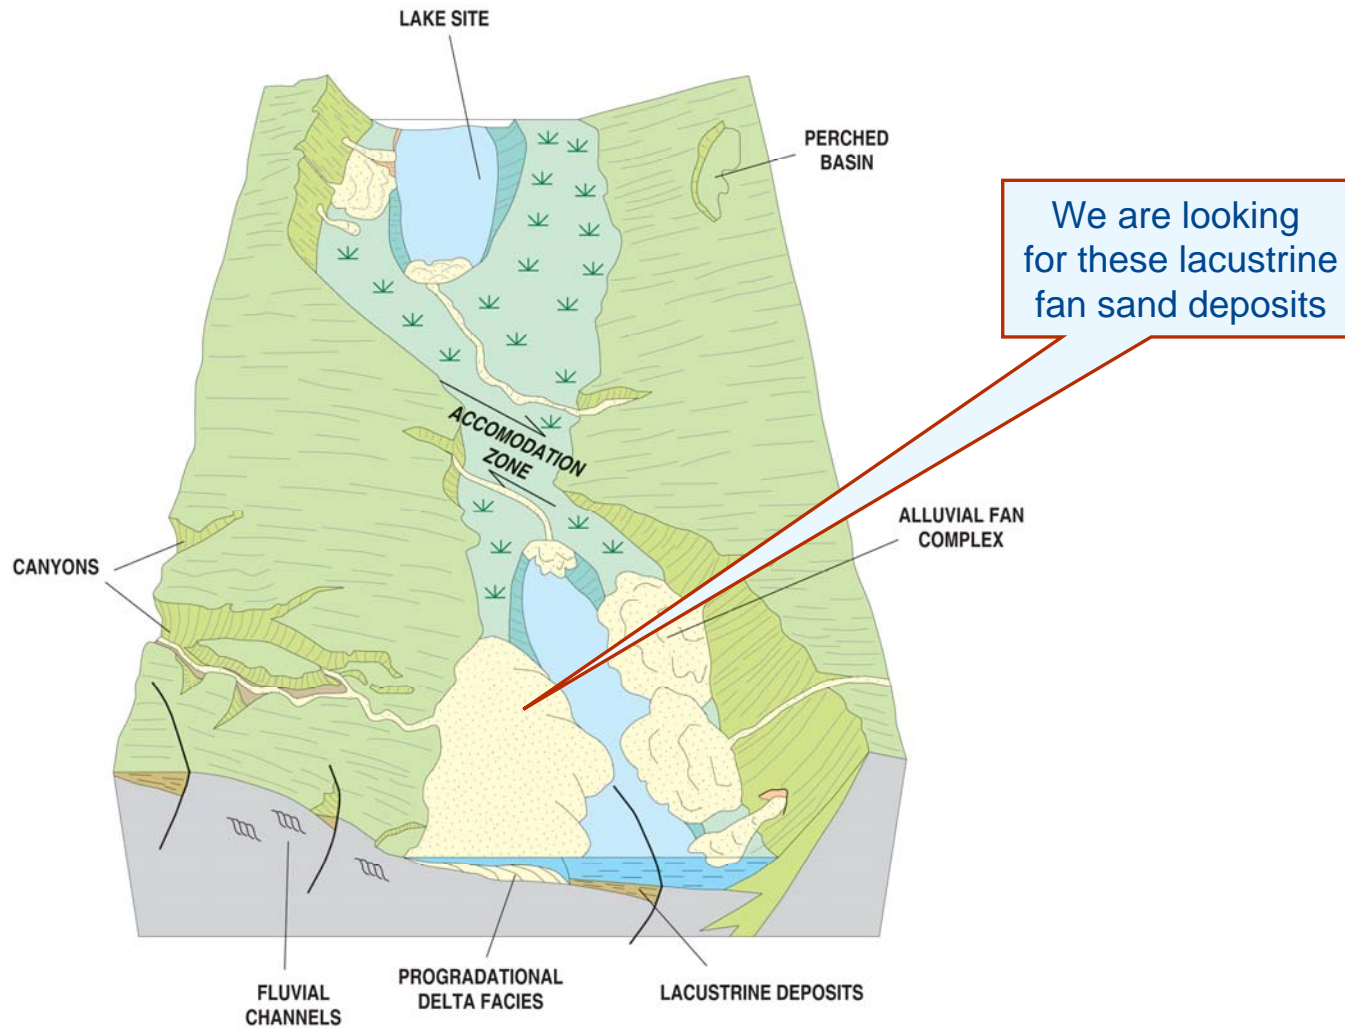 LAKE SITE
PERCHED
BASIN
We are looking
for these lacustrine
fan sand deposits
ACCOMODATION
ZONE
ALLUVIAL FAN
COMPLEX
CANYONS
FLUVIAL
CHANNELS
PROGRADATIONAL
DELTA FACIES
LACUSTRINE DEPOSITS